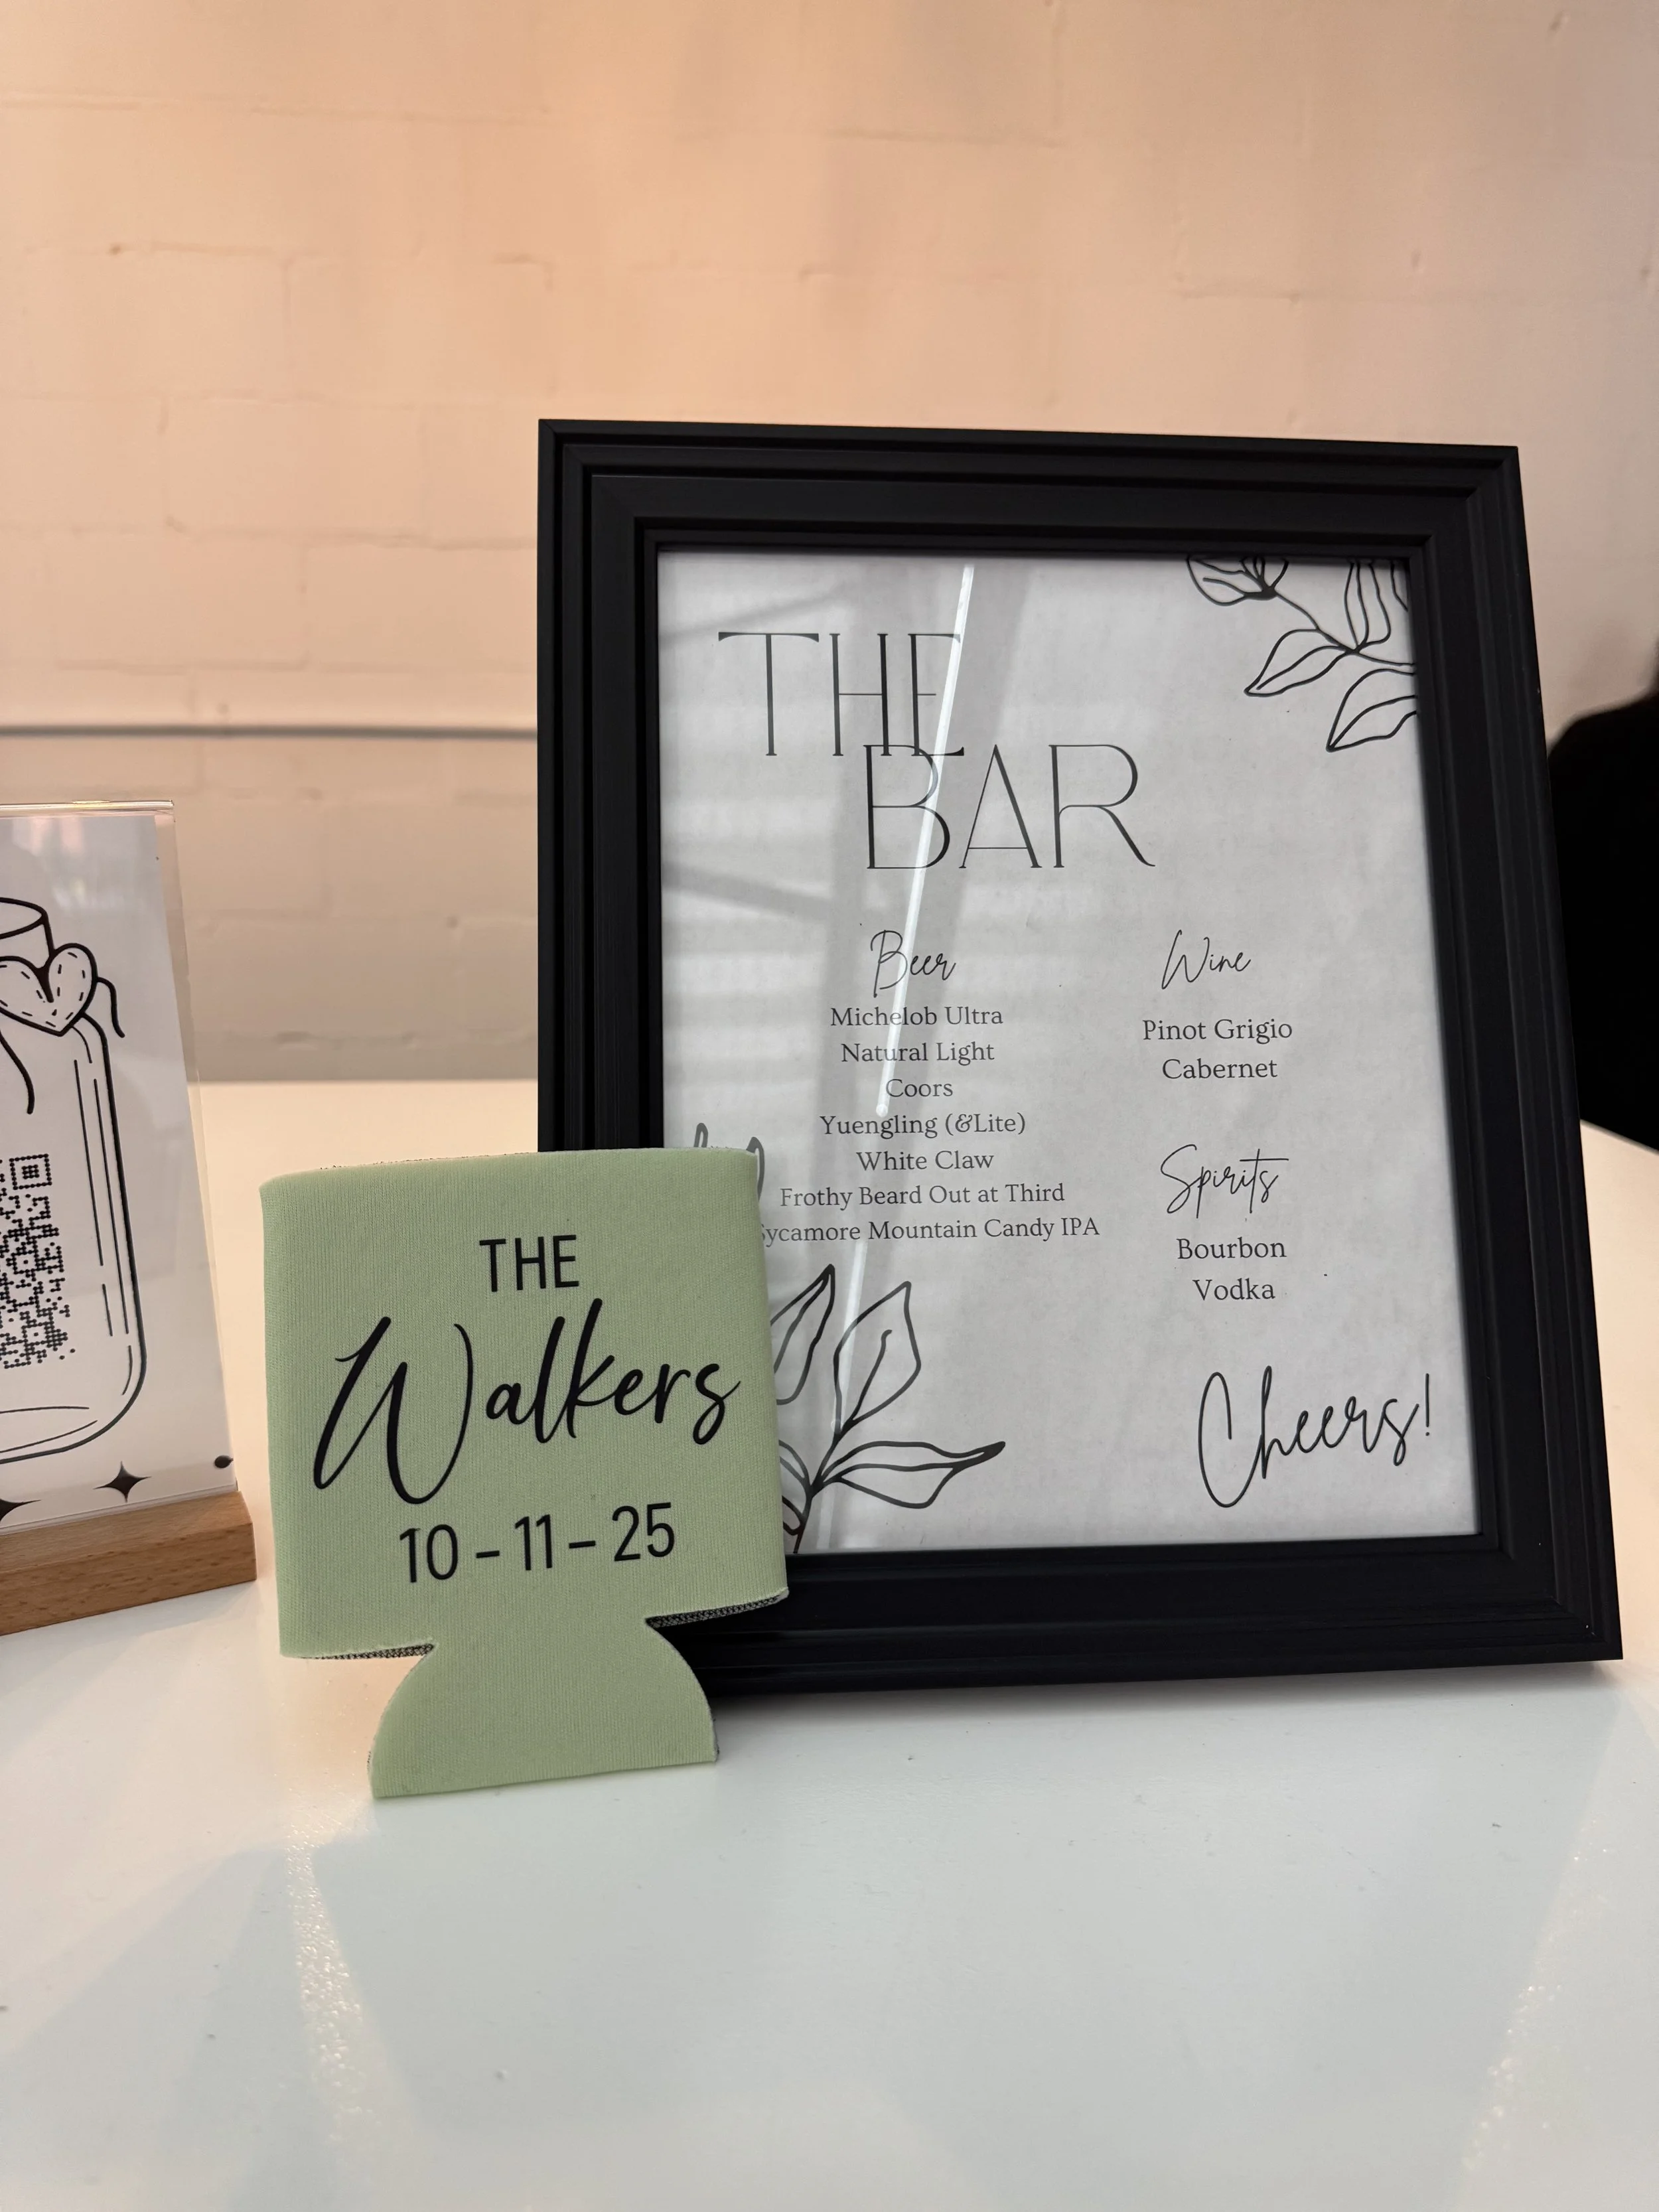 THE
BAR
Beer
Michelob Ultra
Natural Light
Coors
Yuengling (&Lite)
White Claw
Frothy Beard Out at Third
Sycamore Mountain Candy IPA
Wine
Pinot Grigio
Cabernet
Spirits
Bourbon
Vodka
Cheers!
THE
Walkers
10-11-25